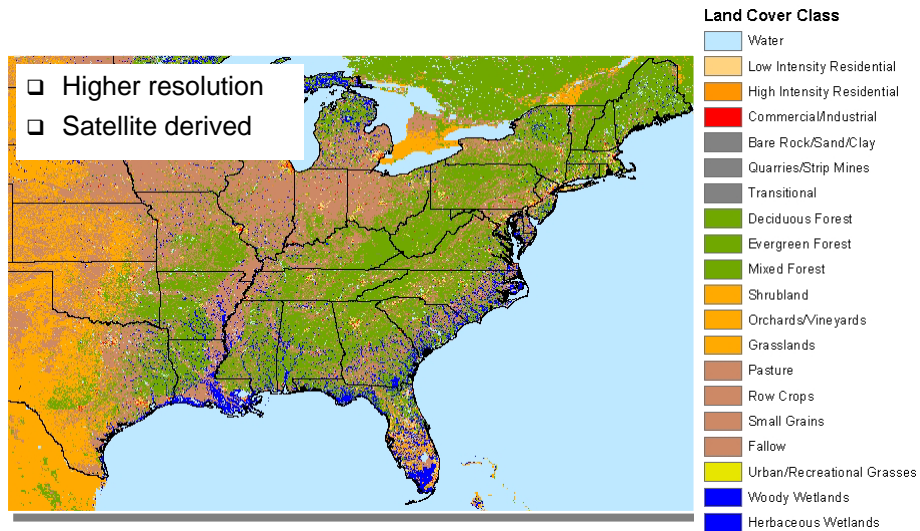 Higher resolution
Satellite derived
Land Cover Class
Water
Low Intensity Residential
High Intensity Residential
Commercial/Industrial
Bare Rock/Sand/Clay
Quarries/Strip Mines
Transitional
Deciduous Forest
Evergreen Forest
Mixed Forest
Shrubland
Orchards/Vineyards
Grasslands
Pasture
Row Crops
Small Grains
Fallow
Urban/Recreational Grasses
Woody Wetlands
Herbaceous Wetlands